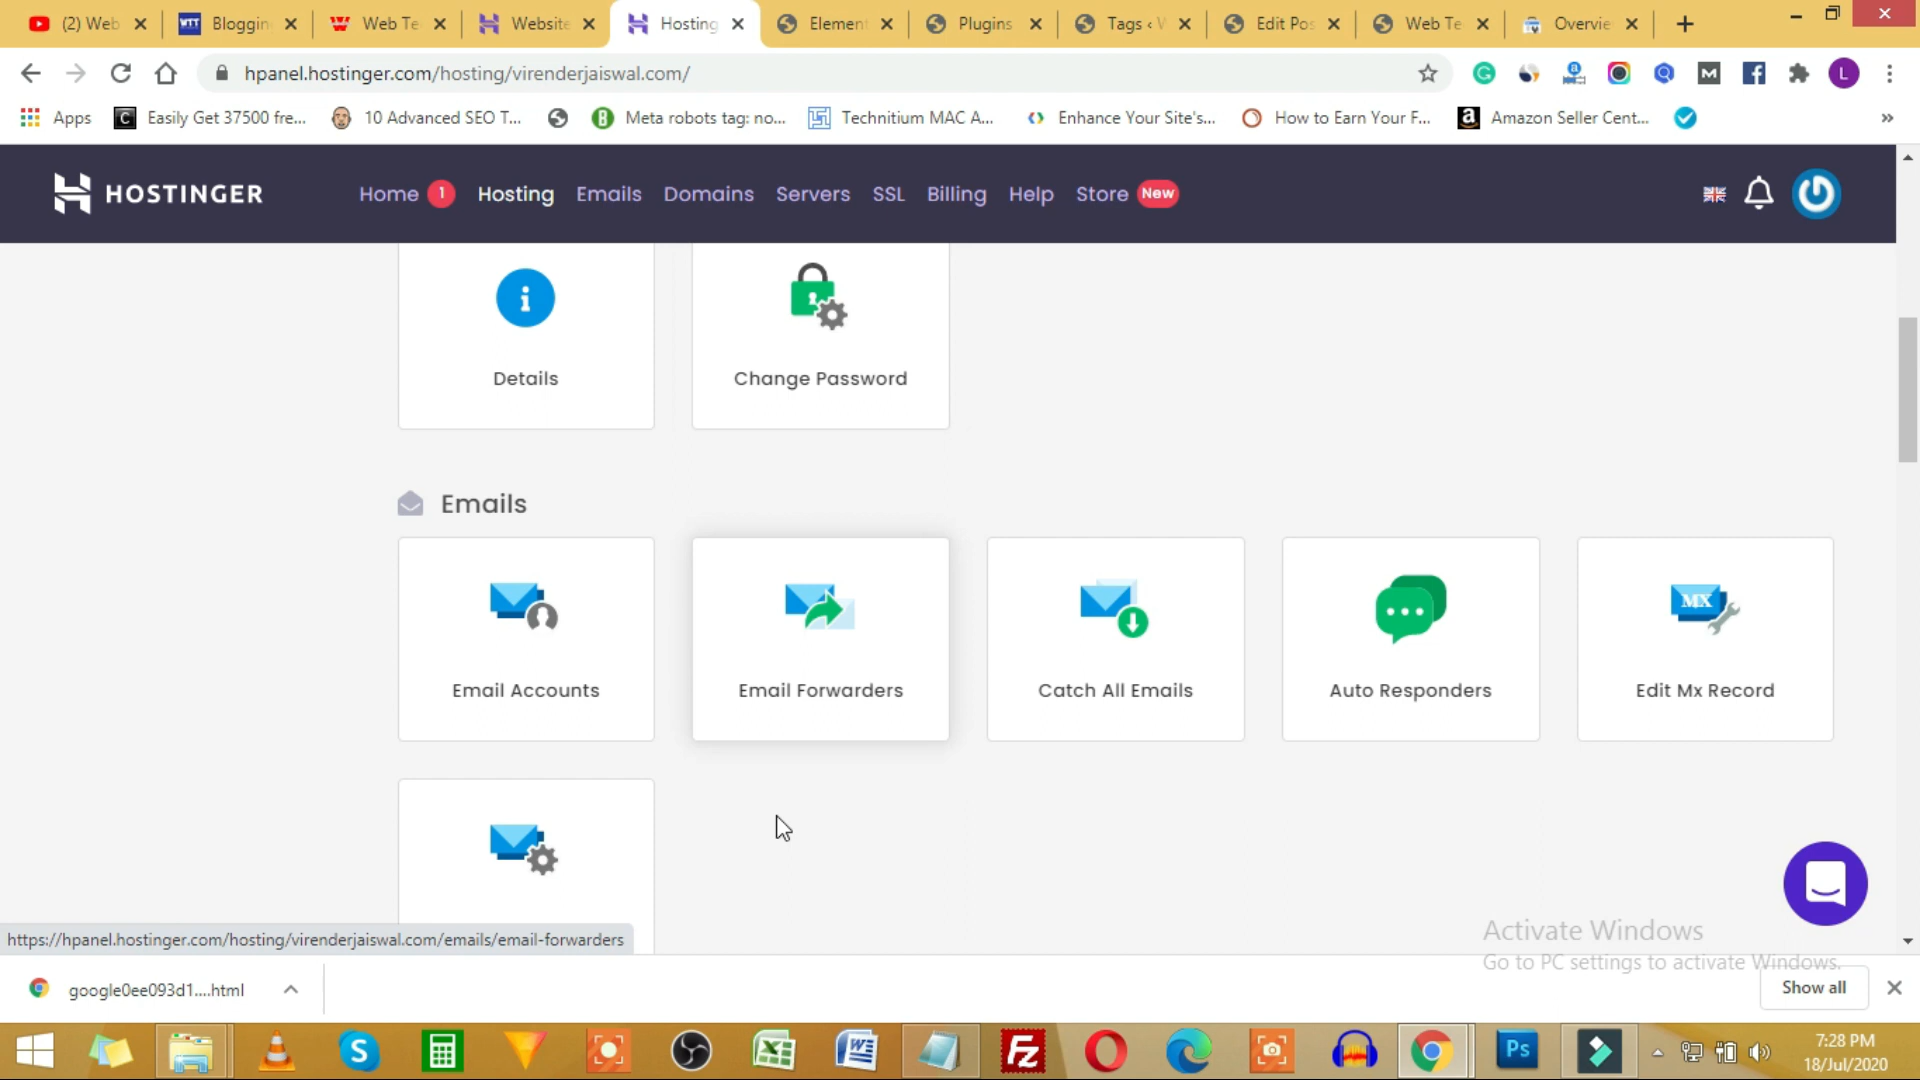 (2) Web
WTT Bloggin
Web Te
Website
Hosting
Element
Plugins
Tags ‹ W
Edit Pos
Web Te
Overvie
hpanel.hostinger.com/hosting/virenderjaiswal.com/
L
Apps
Easily Get 37500 fre...
10 Advanced SEO T...
Meta robots tag: no...
Technitium MAC A...
Enhance Your Site's...
How to Earn Your F...
Amazon Seller Cent...
»
HOSTINGER
Home 1
Hosting
Emails
Domains
Servers
SSL
Billing
Help
Store New
Details
Change Password
Emails
Email Accounts
Email Forwarders
Catch All Emails
Auto Responders
MX
Edit Mx Record
https://hpanel.hostinger.com/hosting/virenderjaiswal.com/emails/email-forwarders
Activate Windows
Go to PC settings to activate Windows.
google0ee093d1....html
Show all
7:28 PM
18/Jul/2020